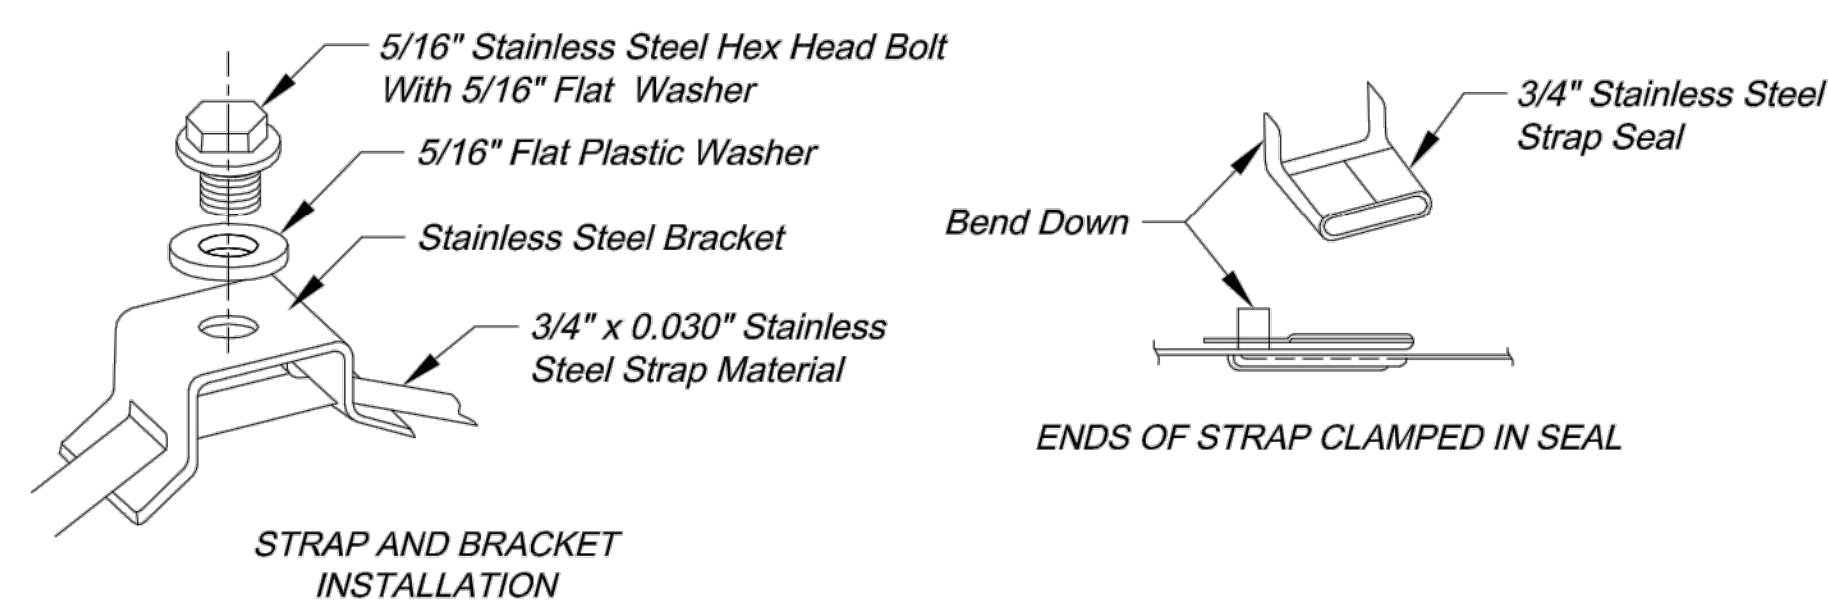 5/16" Stainless Steel Hex Head Bolt
With 5/16" Flat Washer
5/16" Flat Plastic Washer
Stainless Steel Bracket
3/4" x 0.030" Stainless
Steel Strap Material
STRAP AND BRACKET
INSTALLATION
3/4" Stainless Steel
Strap Seal
Bend Down
ENDS OF STRAP CLAMPED IN SEAL